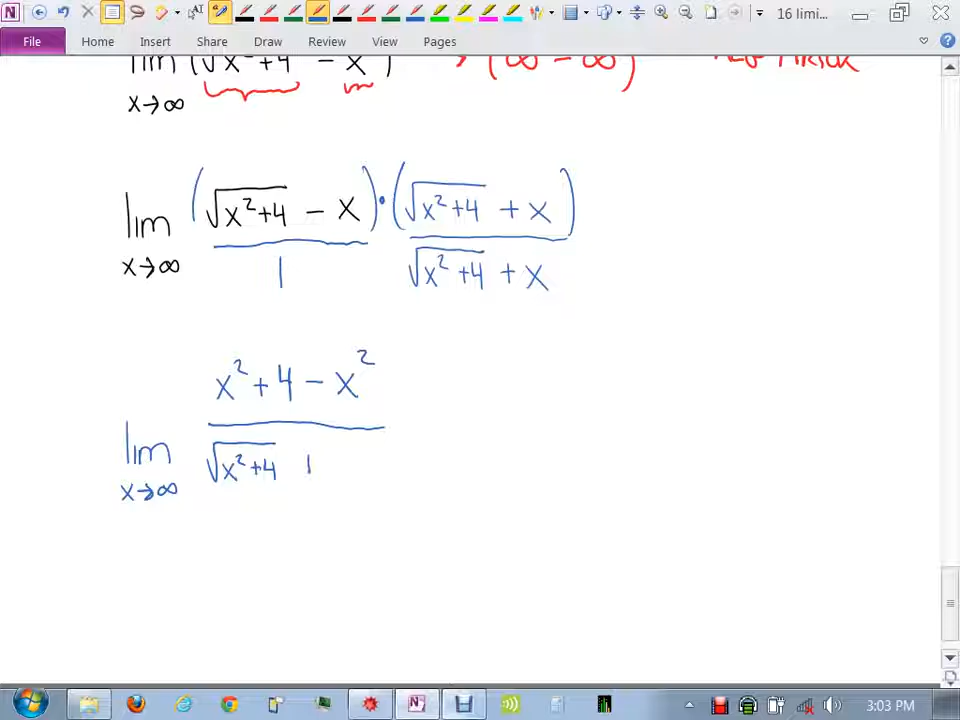 16 limi...
File Home Insert Share Draw Review View Pages
lim (√x²+4 - x) (∞ - ∞)
x→∞
lim (√x²+4 - x)/1 · (√x²+4 + x)/(√x²+4 + x)
x→∞
x² + 4 - x²
lim √x²+4 |
x→∞
3:03 PM